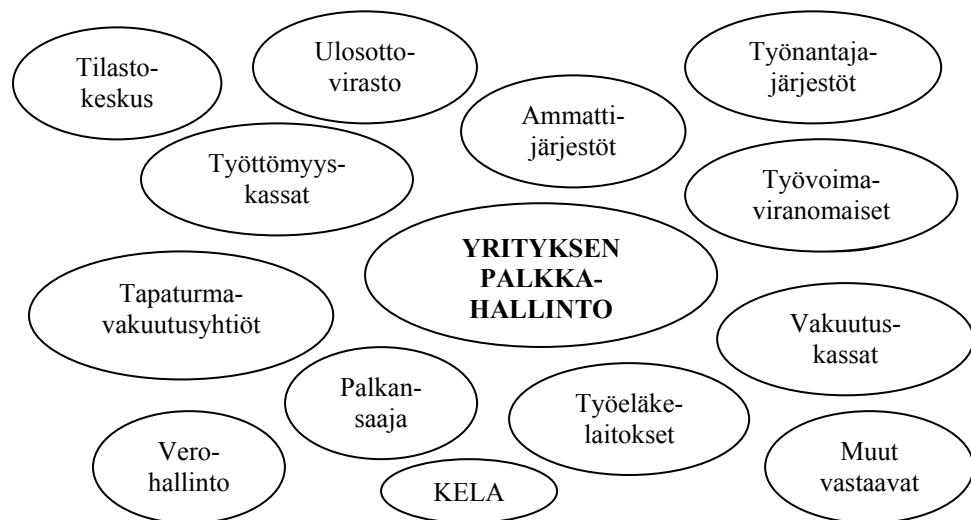 Tilasto-
keskus
Ulosotto-
virasto
Ammatti-
järjestöt
Työnantaja-
järjestöt
Työttömyys-
kassat
Työvoima-
viranomaiset
YRITYKSEN
PALKKA-
HALLINTO
Tapaturma-
vakuutusyhtiöt
Vakuutus-
kassat
Palkan-
saaja
Työeläke-
laitokset
Vero-
hallinto
KELA
Muut
vastaavat